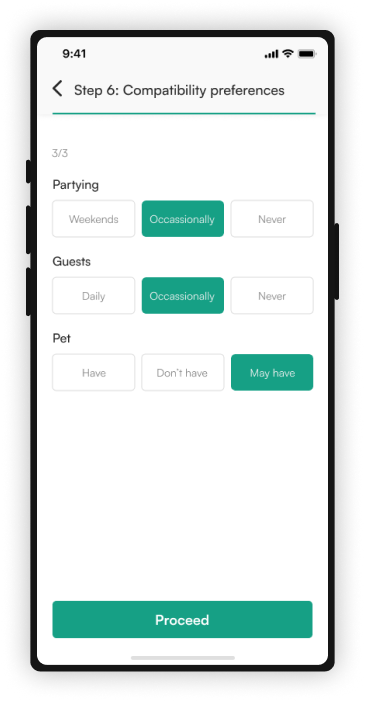 9:41
Step 6: Compatibility preferences
3/3
Partying
Weekends Occassionally Never
Guests
Daily Occassionally Never
Pet
Have Don't have May have
Proceed